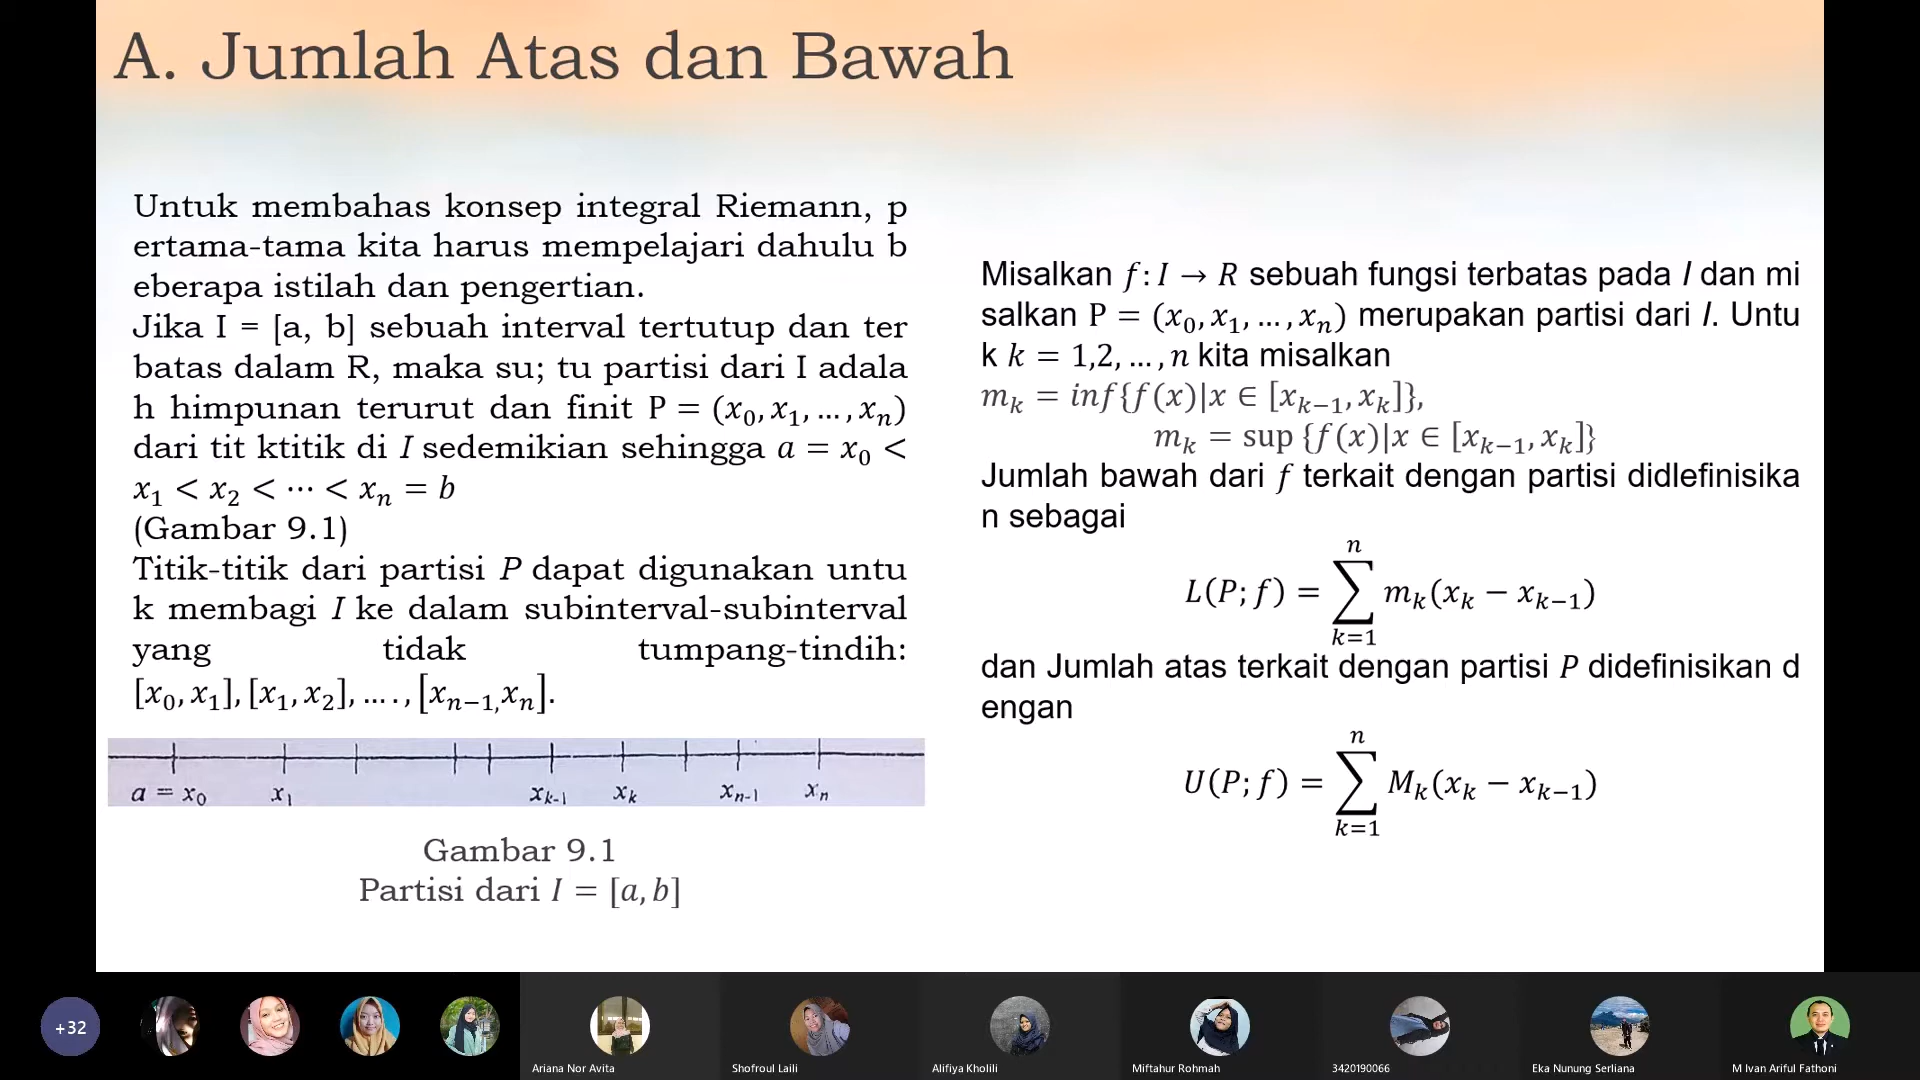 A. Jumlah Atas dan Bawah
Untuk membahas konsep integral Riemann, p
ertama-tama kita harus mempelajari dahulu b
eberapa istilah dan pengertian.
Jika I = [a, b] sebuah interval tertutup dan ter
batas dalam R, maka su; tu partisi dari I adala
h himpunan terurut dan finit P = (x₀, x₁, ..., xₙ)
dari tit ktitik di I sedemikian sehingga a = x₀ <
x₁ < x₂ < ⋯ < xₙ = b
(Gambar 9.1)
Titik-titik dari partisi P dapat digunakan untu
k membagi I ke dalam subinterval-subinterval
yang tidak tumpang-tindih:
[x₀, x₁], [x₁, x₂], …., [xₙ₋₁,xₙ].
a = x₀ x₁ xₖ₋₁ xₖ xₙ₋₁ xₙ
Gambar 9.1
Partisi dari I = [a, b]
Misalkan f: I → R sebuah fungsi terbatas pada I dan mi
salkan P = (x₀, x₁, ..., xₙ) merupakan partisi dari I. Untu
k k = 1,2, ..., n kita misalkan
mₖ = inf{f(x)|x ∈ [xₖ₋₁, xₖ]},
mₖ = sup {f(x)|x ∈ [xₖ₋₁, xₖ]}
Jumlah bawah dari f terkait dengan partisi didlefinisika
n sebagai
L(P; f) = ∑ₖ₌₁ⁿ mₖ(xₖ − xₖ₋₁)
dan Jumlah atas terkait dengan partisi P didefinisikan d
engan
U(P; f) = ∑ₖ₌₁ⁿ Mₖ(xₖ − xₖ₋₁)
+32
Ariana Nor Avita
Shofroul Laili
Alifiya Kholili
Miftahur Rohmah
3420190066
Eka Nunung Serliana
M Ivan Ariful Fathoni